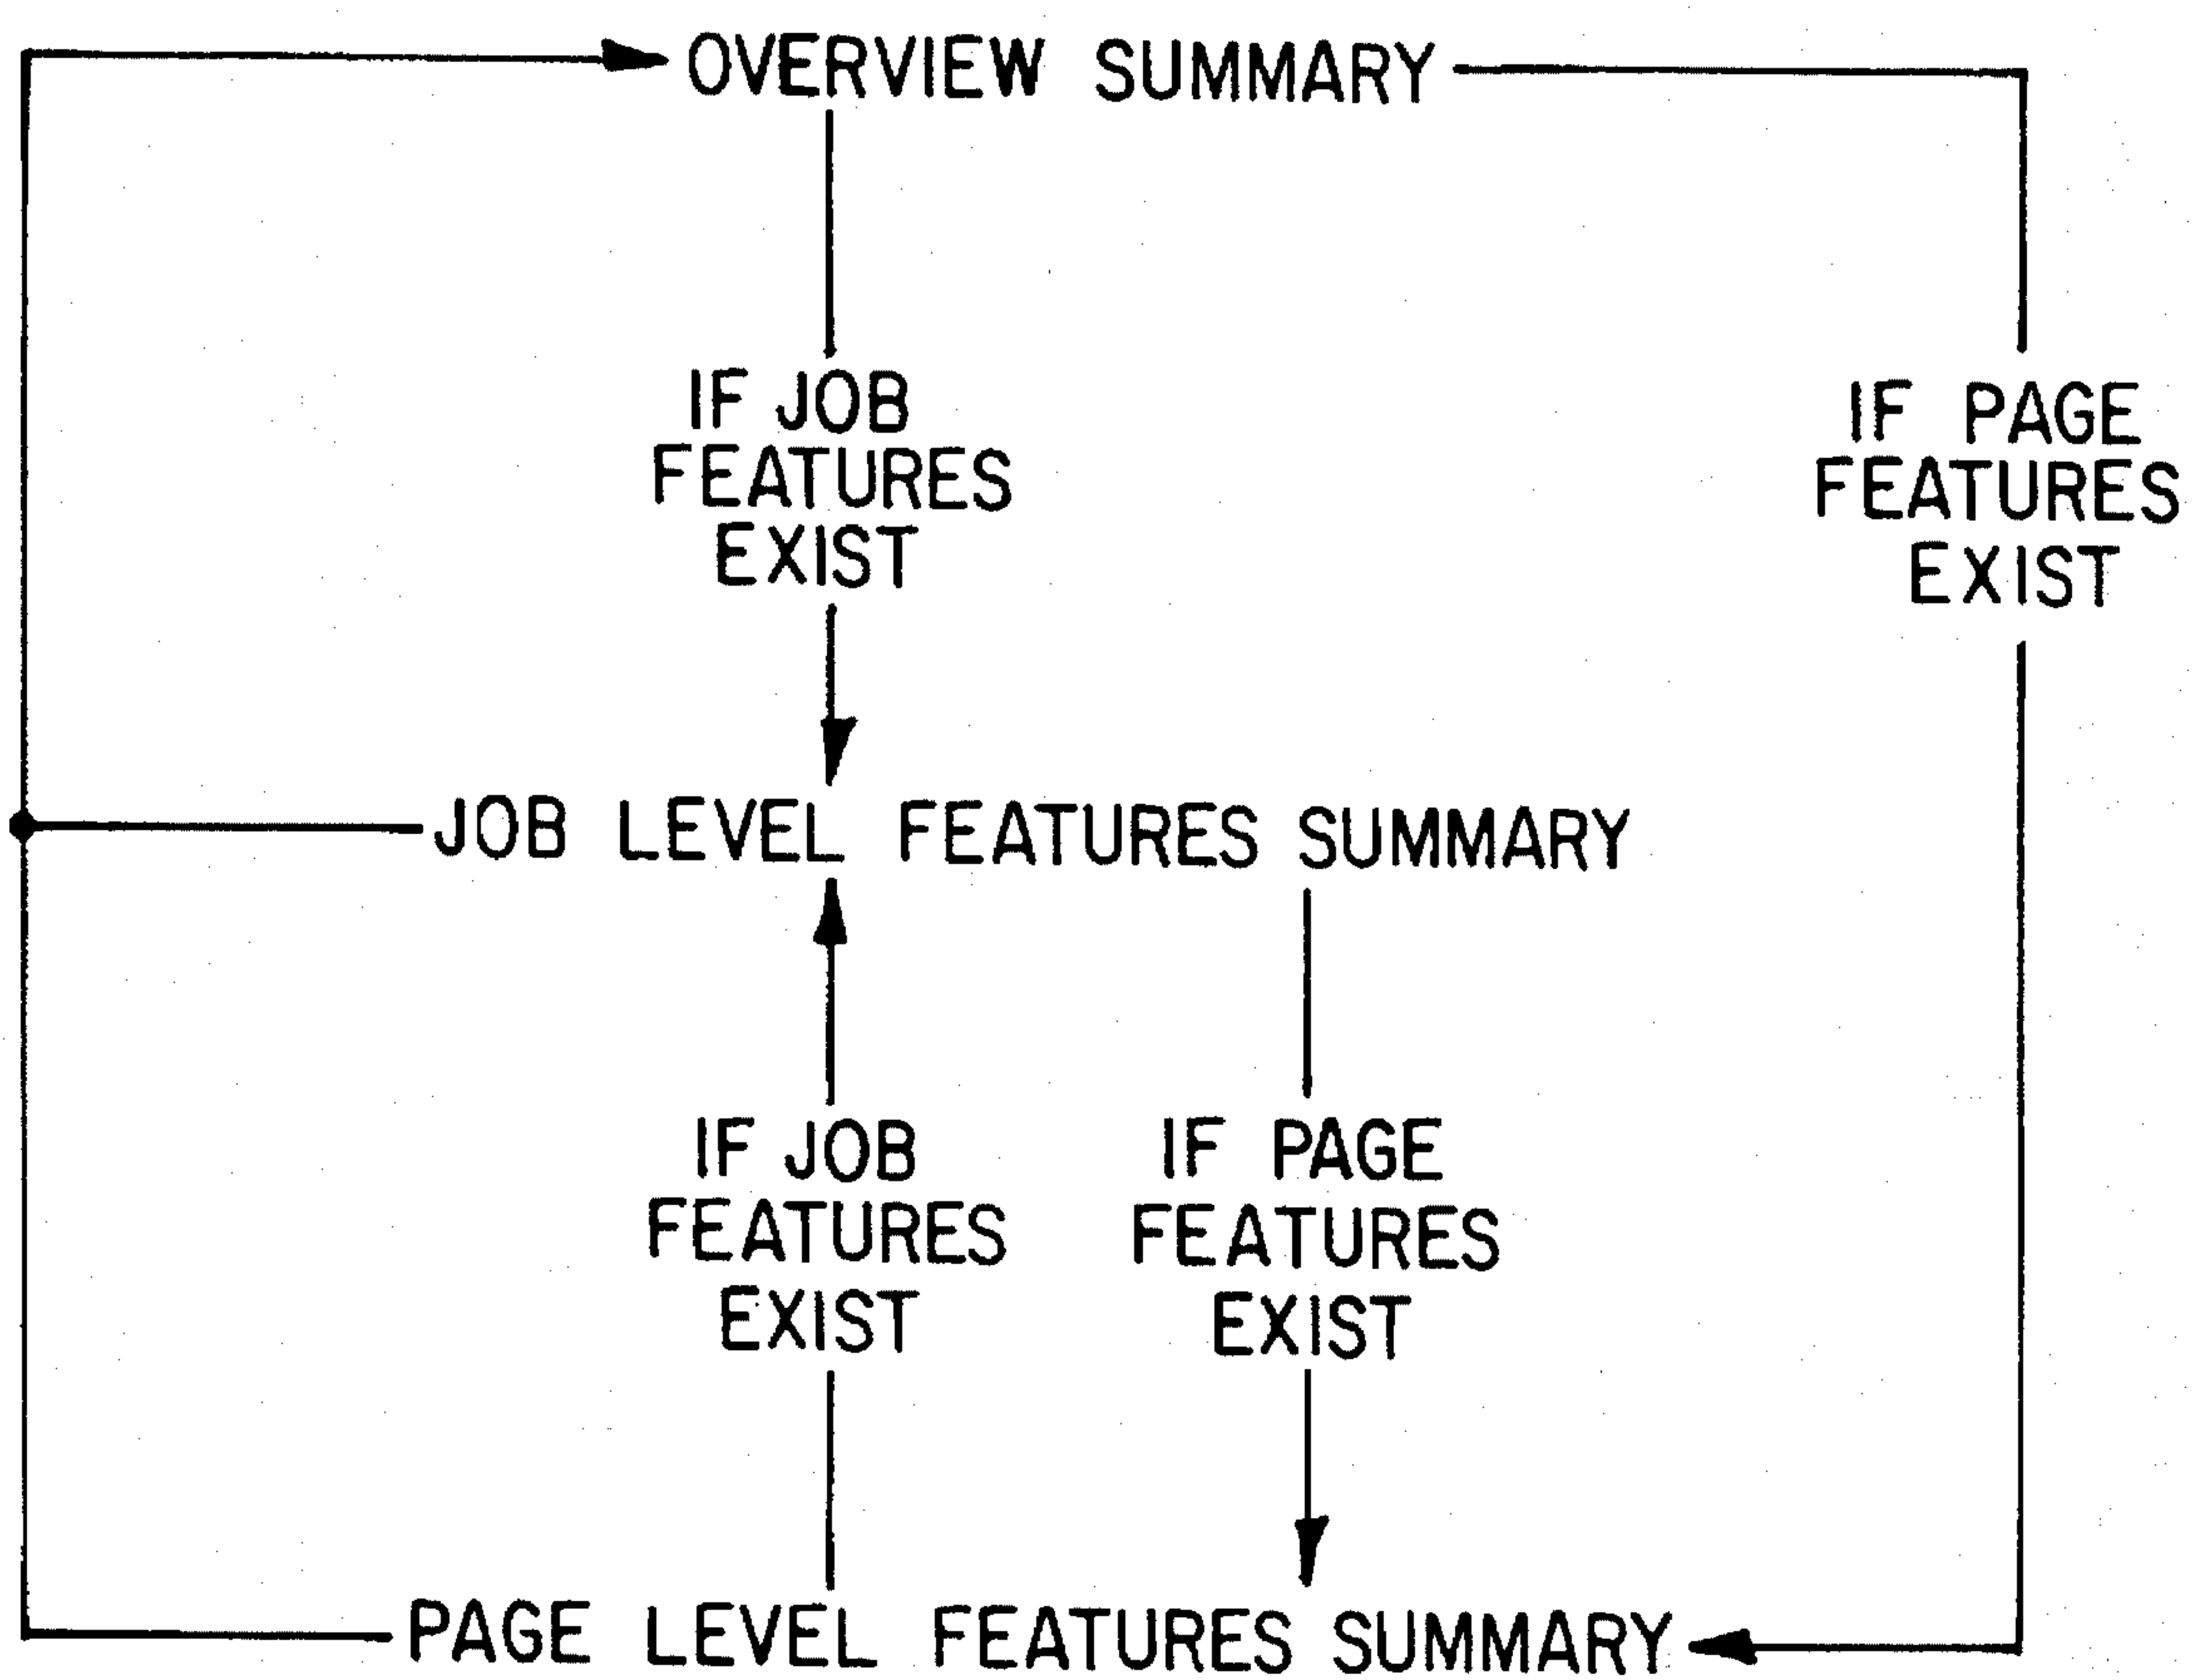 OVERVIEW SUMMARY
IF JOB
FEATURES
EXIST
IF PAGE
FEATURES
EXIST
JOB LEVEL FEATURES SUMMARY
IF JOB
FEATURES
EXIST
IF PAGE
FEATURES
EXIST
PAGE LEVEL FEATURES SUMMARY